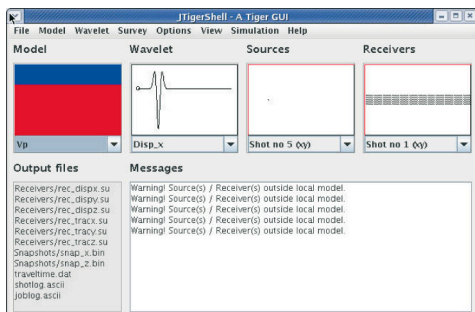 JTigerShell - A Tiger GUI
File Model Wavelet Survey Options View Simulation Help
Model Wavelet Sources Receivers
Vp Disp_x Shot no 5 (xy) Shot no 1 (xy)
Output files Messages
Receivers/rec_dispx.su
Receivers/rec_dispy.su
Receivers/rec_dispz.su
Receivers/rec_tracx.su
Receivers/rec_tracy.su
Receivers/rec_tracz.su
Snapshots/snap_x.bin
Snapshots/snap_z.bin
traveltime.dat
shotlog.ascii
joblog.ascii
Warning! Source(s) / Receiver(s) outside local model.
Warning! Source(s) / Receiver(s) outside local model.
Warning! Source(s) / Receiver(s) outside local model.
Warning! Source(s) / Receiver(s) outside local model.
Warning! Source(s) / Receiver(s) outside local model.